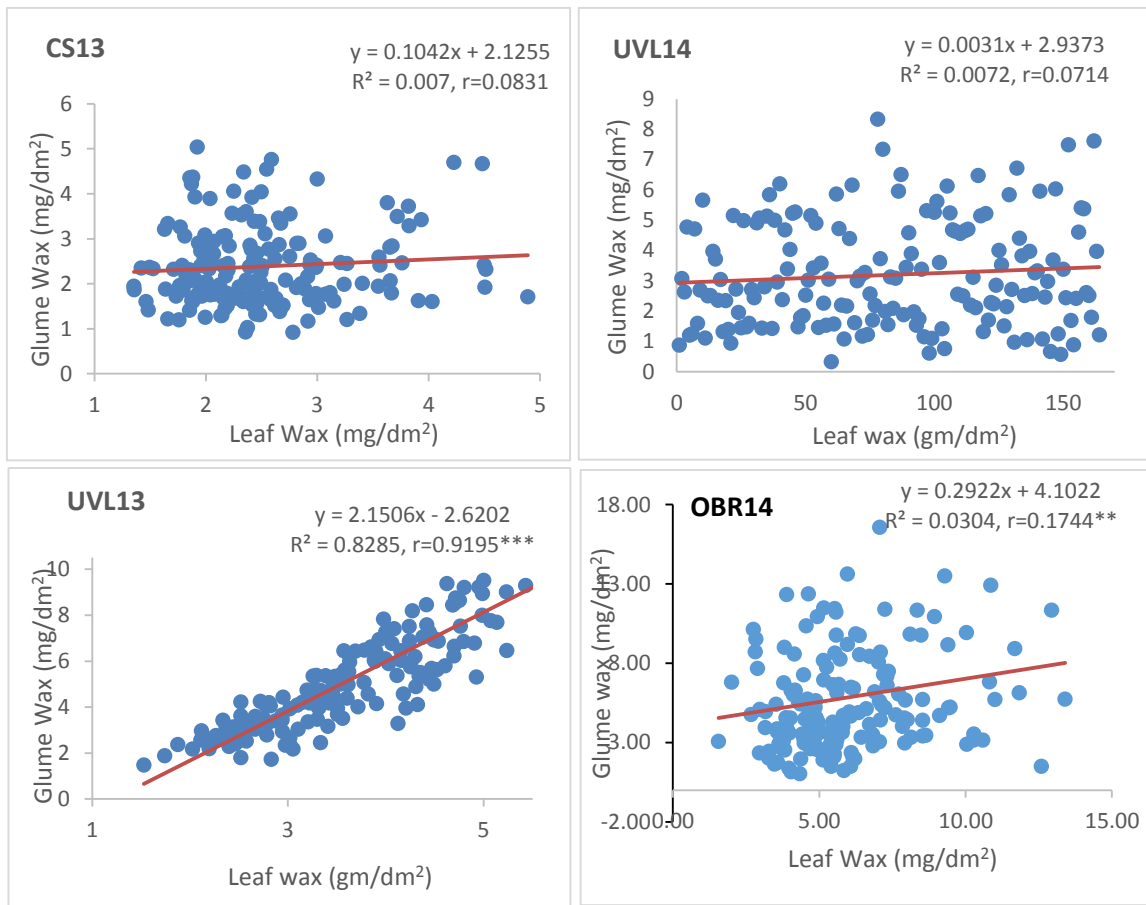 CS13
y = 0.1042x + 2.1255
R² = 0.007, r=0.0831
Glume Wax (mg/dm²)
6
5
4
3
2
1
0
1 2 3 4 5
Leaf Wax (mg/dm²)
UVL14
y = 0.0031x + 2.9373
R² = 0.0072, r=0.0714
Glume Wax (mg/dm²)
9
8
7
6
5
4
3
2
1
0
0 50 100 150
Leaf wax (gm/dm²)
UVL13
y = 2.1506x - 2.6202
R² = 0.8285, r=0.9195***
Glume Wax (mg/dm²)
10
8
6
4
2
0
1 3 5
Leaf wax (gm/dm²)
OBR14
y = 0.2922x + 4.1022
R² = 0.0304, r=0.1744**
Glume wax (mg/dm²)
18.00
13.00
8.00
3.00
-2.00
0.00 5.00 10.00 15.00
Leaf Wax (mg/dm²)